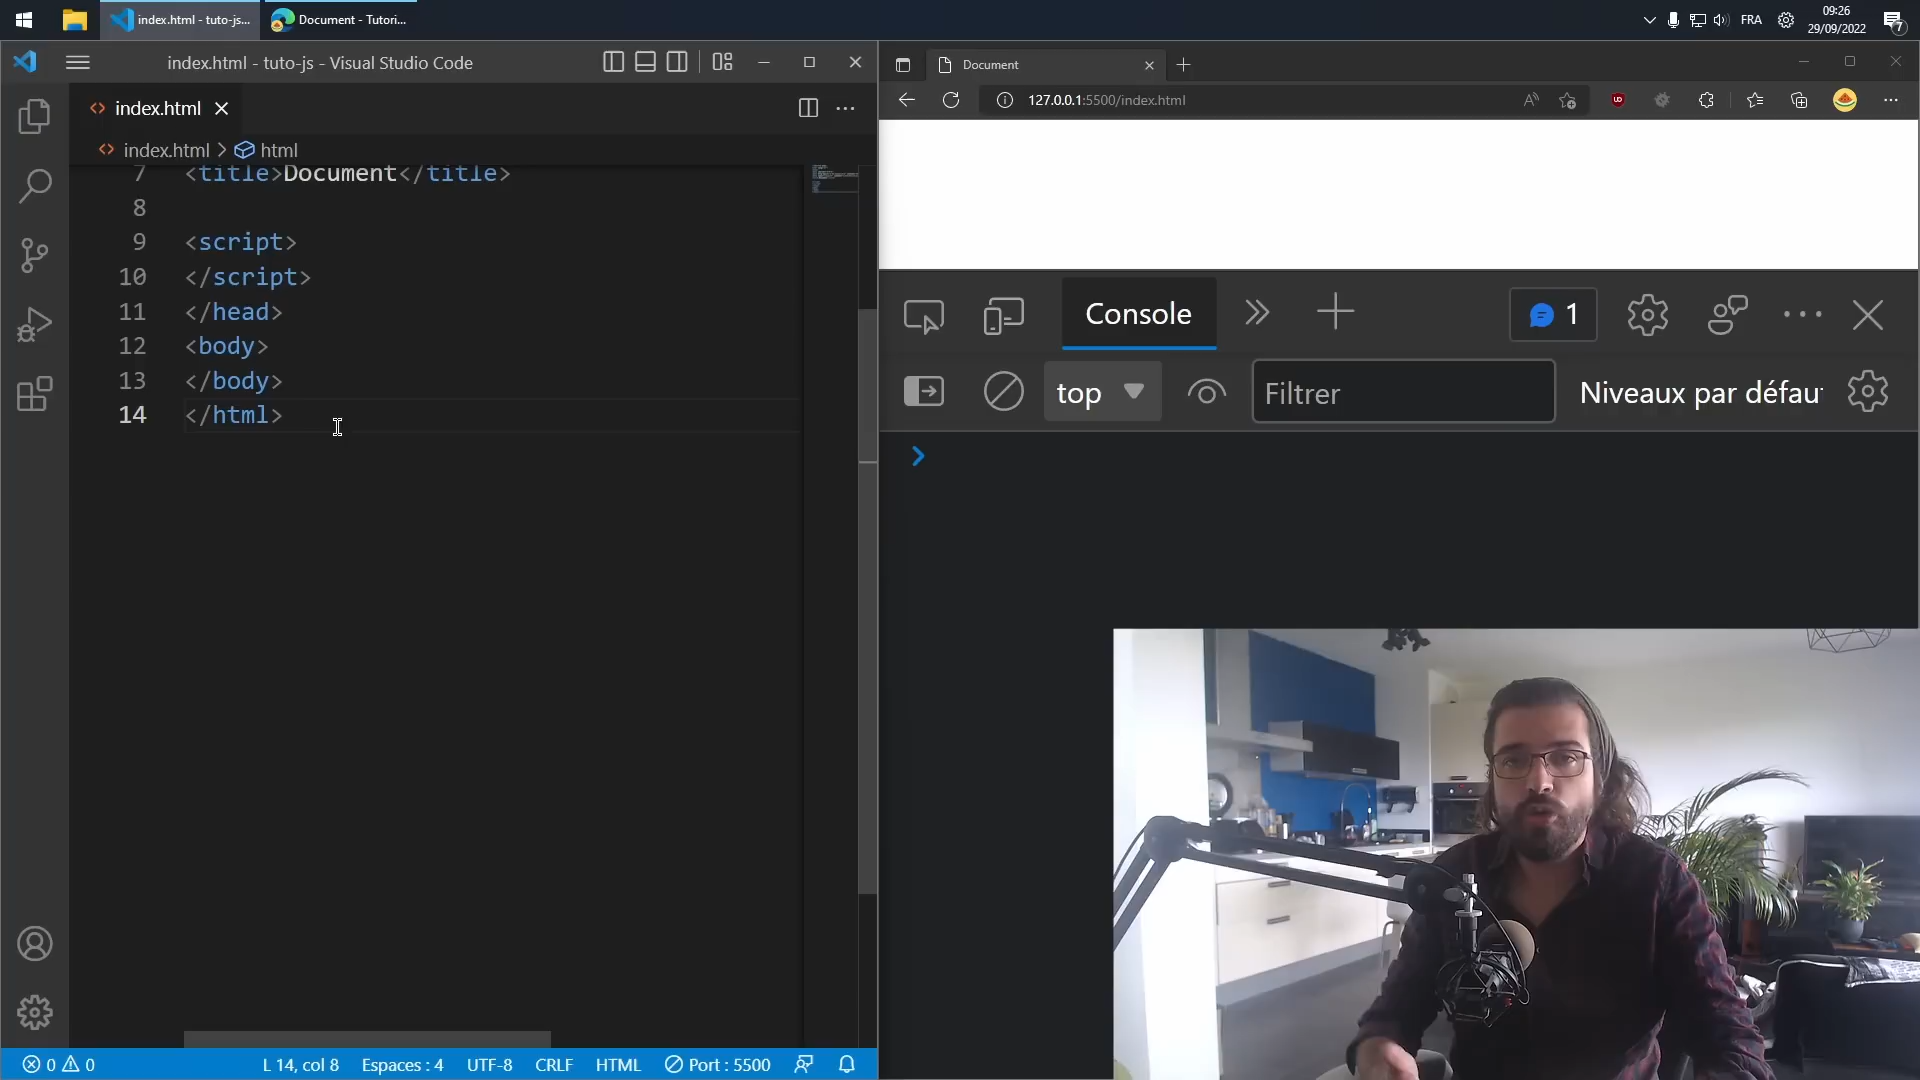 index.html - tuto-js...
Document - Tutori...
FRA
09:26
29/09/2022
7
index.html - tuto-js - Visual Studio Code
index.html
index.html > html
7 <title>Document</title>
8
9 <script>
10 </script>
11 </head>
12 <body>
13 </body>
14 </html>
0 0
L 14, col 8
Espaces : 4
UTF-8
CRLF
HTML
Port : 5500
Document
127.0.0.1:5500/index.html
Console
1
top
Filtrer
Niveaux par défau